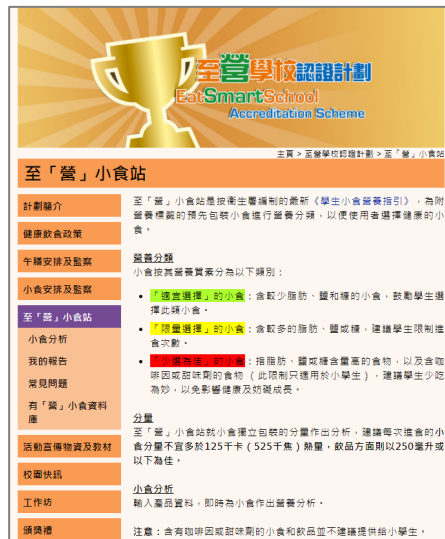 至營學校認證計劃
EatSmartSchool
Accreditation Scheme
主頁 > 至營學校認證計劃 > 至「營」小食站
至「營」小食站
計劃簡介
健康飲食政策
午膳安排及監察
小食安排及監察
至「營」小食站
小食分析
我的報告
常見問題
有「營」小食資料
庫
活動宣傳物資及教材
校園快訊
工作坊
頒獎禮
至「營」小食站是按衞生署編制的最新《學生小食營養指引》，為附
營養標籤的預先包裝小食進行營養分類，以便使用者選擇健康的小
食。
營養分類
小食按其營養質素分為以下類別：
「適宜選擇」的小食：含較少脂肪、鹽和糖的小食，鼓勵學生選
擇此類小食。
「限量選擇」的小食：含較多的脂肪、鹽或糖，建議學生限制進
食次數。
「少選為佳」的小食：指脂肪、鹽或糖含量高的食物，以及含咖
啡因或甜味劑的食物 （此限制只適用於小學生），建議學生少吃
為妙，以免影響健康及妨礙成長。
分量
至「營」小食站就小食獨立包裝的分量作出分析，建議每次進食的小
食分量不宜多於125千卡（525千焦）熱量，飲品方面則以250毫升或
以下為佳。
小食分析
輸入產品資料，即時為小食作出營養分析。
注意：含有咖啡因或甜味劑的小食和飲品並不建議提供給小學生。